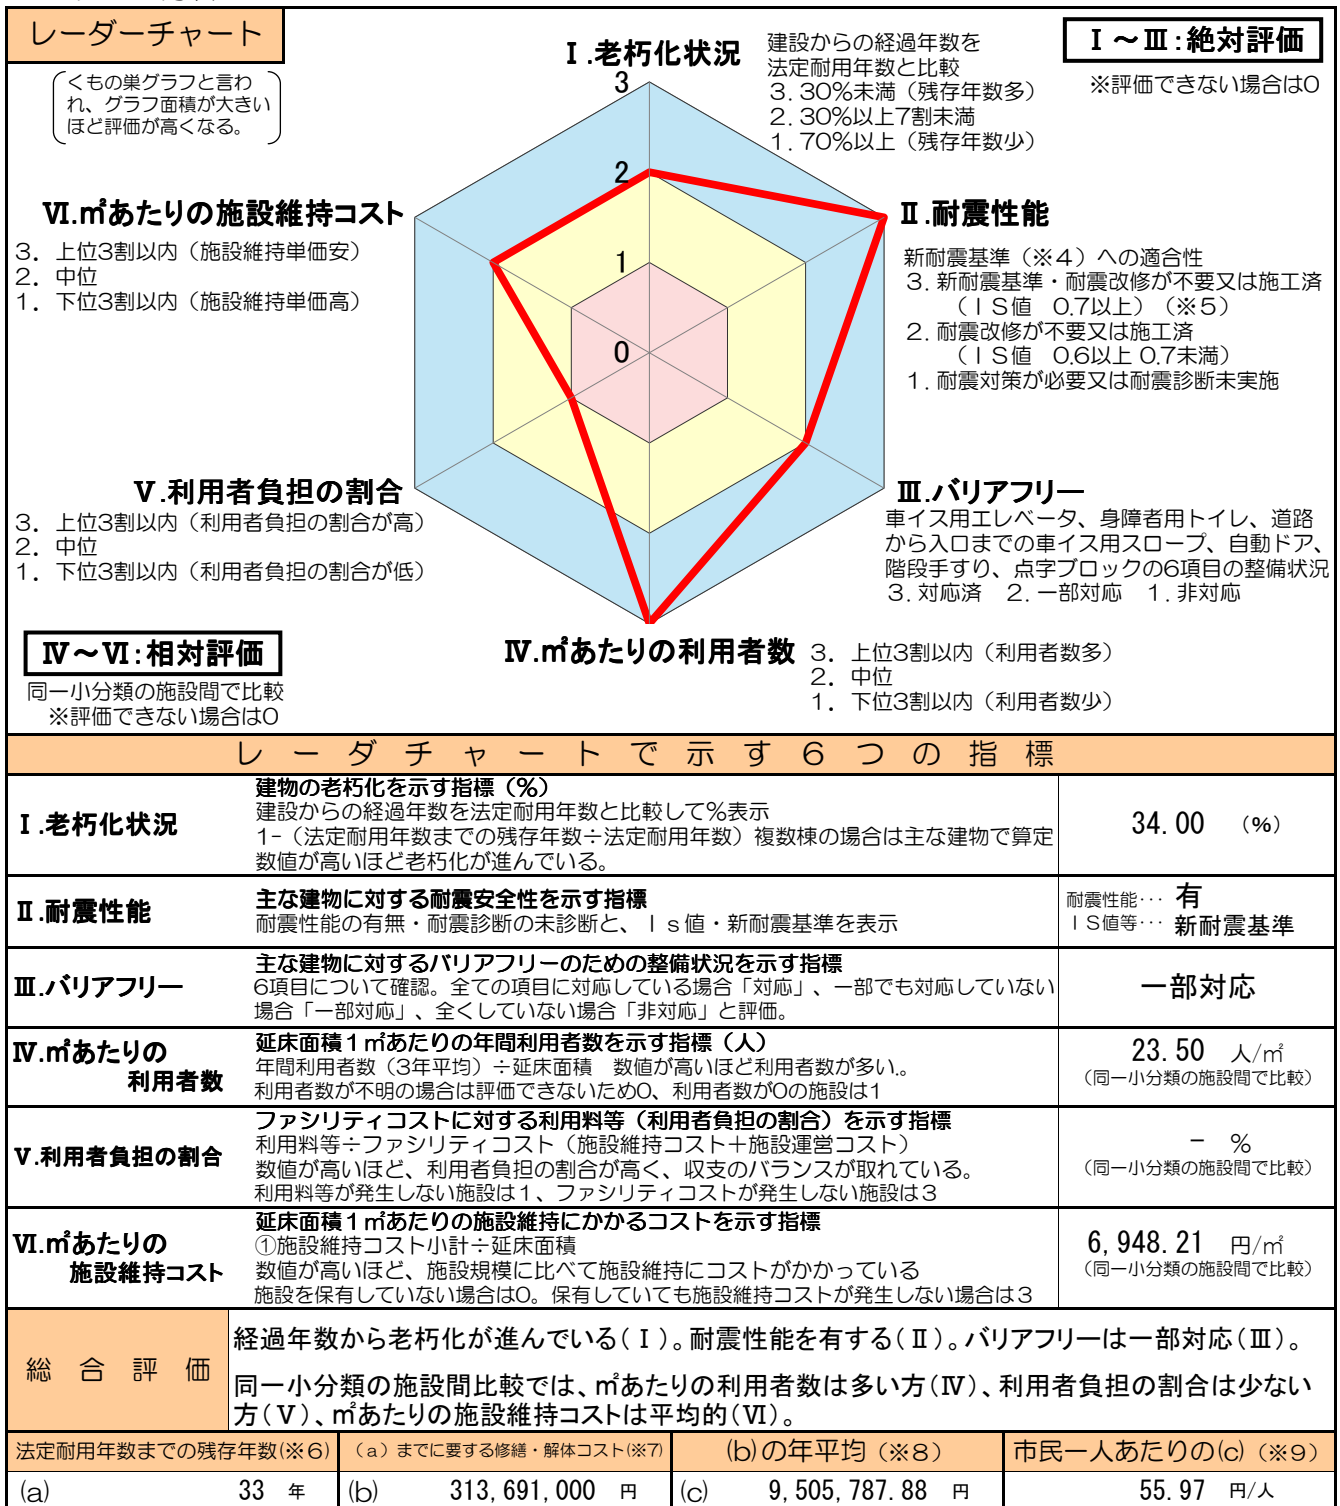 レーダーチャート
くもの巣グラフと言わ
れ、グラフ面積が大きい
ほど評価が高くなる。
Ⅰ.老朽化状況
建設からの経過年数を
法定耐用年数と比較
3. 30%未満（残存年数多）
2. 30%以上7割未満
1. 70%以上（残存年数少）
Ⅰ～Ⅲ:絶対評価
※評価できない場合は0
3
2
1
0
Ⅵ.㎡あたりの施設維持コスト
3. 上位3割以内（施設維持単価安）
2. 中位
1. 下位3割以内（施設維持単価高）
Ⅱ.耐震性能
新耐震基準（※4）への適合性
3. 新耐震基準・耐震改修が不要又は施工済
（ＩＳ値 0.7以上）（※5）
2. 耐震改修が不要又は施工済
（ＩＳ値 0.6以上 0.7未満）
1. 耐震対策が必要又は耐震診断未実施
Ⅴ.利用者負担の割合
3. 上位3割以内（利用者負担の割合が高）
2. 中位
1. 下位3割以内（利用者負担の割合が低）
Ⅲ.バリアフリー
車イス用エレベータ、身障者用トイレ、道路
から入口までの車イス用スロープ、自動ドア、
階段手すり、点字ブロックの6項目の整備状況
3. 対応済 2. 一部対応 1. 非対応
Ⅳ～Ⅵ:相対評価
同一小分類の施設間で比較
※評価できない場合は0
Ⅳ.㎡あたりの利用者数
3. 上位3割以内（利用者数多）
2. 中位
1. 下位3割以内（利用者数少）
レーダチャートで示す６つの指標
Ⅰ.老朽化状況
建物の老朽化を示す指標（%）
建設からの経過年数を法定耐用年数と比較して%表示
1-（法定耐用年数までの残存年数÷法定耐用年数）複数棟の場合は主な建物で算定
数値が高いほど老朽化が進んでいる。
34.00 （%）
Ⅱ.耐震性能
主な建物に対する耐震安全性を示す指標
耐震性能の有無・耐震診断の未診断と、Ｉｓ値・新耐震基準を表示
耐震性能… 有
ＩＳ値等… 新耐震基準
Ⅲ.バリアフリー
主な建物に対するバリアフリーのための整備状況を示す指標
6項目について確認。全ての項目に対応している場合「対応」、一部でも対応していない
場合「一部対応」、全くしていない場合「非対応」と評価。
一部対応
Ⅳ.㎡あたりの
利用者数
延床面積１㎡あたりの年間利用者数を示す指標（人）
年間利用者数（3年平均）÷延床面積 数値が高いほど利用者数が多い。
利用者数が不明の場合は評価できないため0、利用者数が0の施設は1
23.50 人/㎡
（同一小分類の施設間で比較）
Ⅴ.利用者負担の割合
ファシリティコストに対する利用料等（利用者負担の割合）を示す指標
利用料等÷ファシリティコスト（施設維持コスト＋施設運営コスト）
数値が高いほど、利用者負担の割合が高く、収支のバランスが取れている。
利用料等が発生しない施設は１、ファシリティコストが発生しない施設は３
- %
（同一小分類の施設間で比較）
Ⅵ.㎡あたりの
施設維持コスト
延床面積１㎡あたりの施設維持にかかるコストを示す指標
①施設維持コスト小計÷延床面積
数値が高いほど、施設規模に比べて施設維持にコストがかかっている
施設を保有していない場合は0。保有していても施設維持コストが発生しない場合は３
6,948.21 円/㎡
（同一小分類の施設間で比較）
総合評価
経過年数から老朽化が進んでいる(Ⅰ)。耐震性能を有する(Ⅱ)。バリアフリーは一部対応(Ⅲ)。
同一小分類の施設間比較では、㎡あたりの利用者数は多い方(Ⅳ)、利用者負担の割合は少ない
方(Ⅴ)、㎡あたりの施設維持コストは平均的(Ⅵ)。
法定耐用年数までの残存年数(※6)
（a）までに要する修繕・解体コスト(※7)
(b)の年平均（※8）
市民一人あたりの(c)（※9）
(a) 33 年
(b) 313,691,000 円
(c) 9,505,787.88 円
55.97 円/人